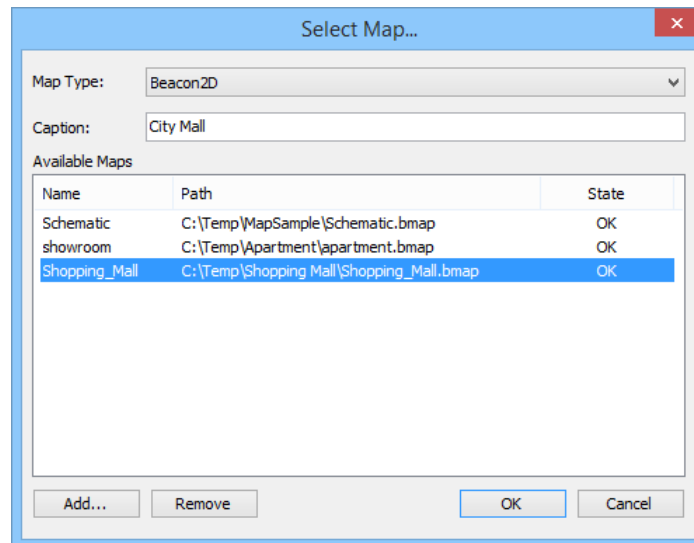 Select Map...
Map Type: Beacon2D
Caption: City Mall
Available Maps
Name Path State
Schematic C:\Temp\MapSample\Schematic.bmap OK
showroom C:\Temp\Apartment\apartment.bmap OK
Shopping_Mall C:\Temp\Shopping Mall\Shopping_Mall.bmap OK
Add... Remove OK Cancel